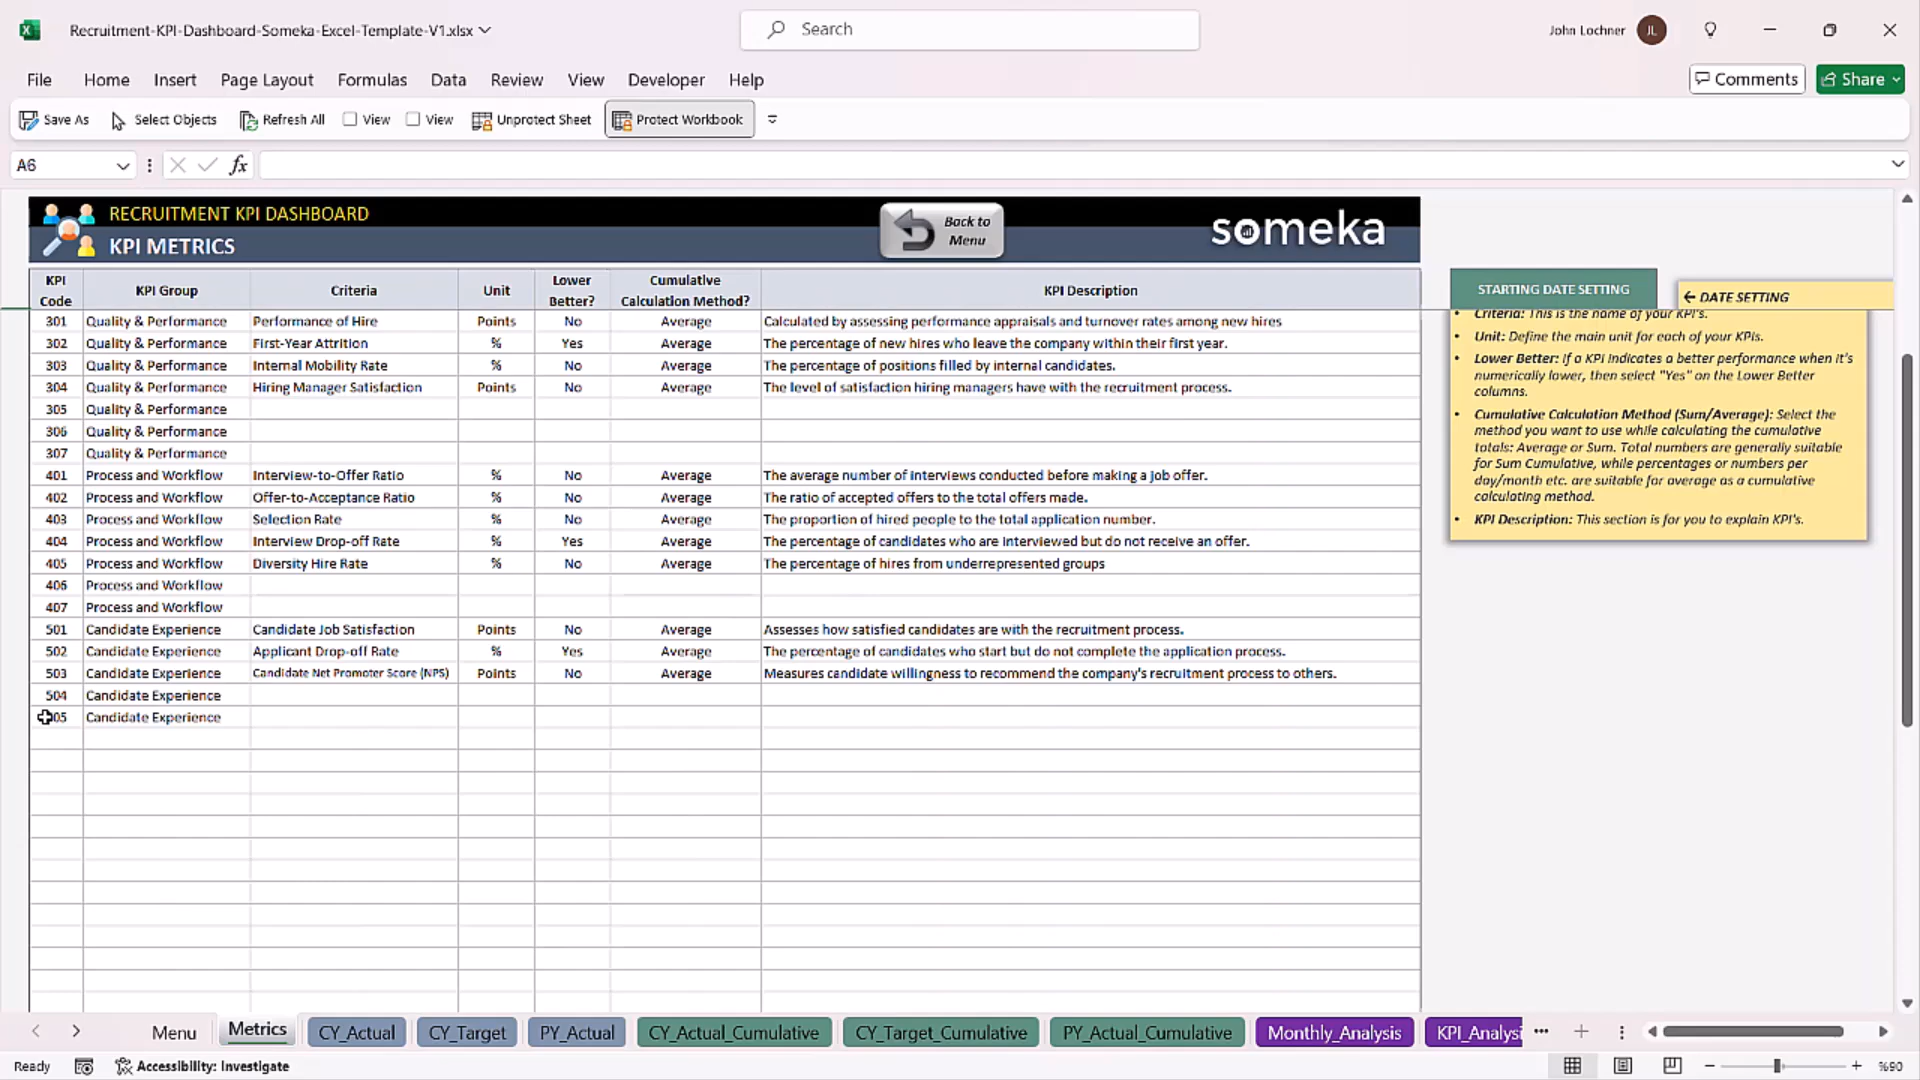 Recruitment-KPI-Dashboard-Someka-Excel-Template-V1.xlsx
Search
John Lochner JL
File Home Insert Page Layout Formulas Data Review View Developer Help
Comments Share
Save As Select Objects Refresh All View View Unprotect Sheet Protect Workbook
A6 fx
RECRUITMENT KPI DASHBOARD
KPI METRICS
Back to
Menu
someka
KPI Code KPI Group Criteria Unit Lower Better? Cumulative Calculation Method? KPI Description
301 Quality & Performance Performance of Hire Points No Average Calculated by assessing performance appraisals and turnover rates among new hires
302 Quality & Performance First-Year Attrition % Yes Average The percentage of new hires who leave the company within their first year.
303 Quality & Performance Internal Mobility Rate % No Average The percentage of positions filled by internal candidates.
304 Quality & Performance Hiring Manager Satisfaction Points No Average The level of satisfaction hiring managers have with the recruitment process.
305 Quality & Performance
306 Quality & Performance
307 Quality & Performance
401 Process and Workflow Interview-to-Offer Ratio % No Average The average number of interviews conducted before making a job offer.
402 Process and Workflow Offer-to-Acceptance Ratio % No Average The ratio of accepted offers to the total offers made.
403 Process and Workflow Selection Rate % No Average The proportion of hired people to the total application number.
404 Process and Workflow Interview Drop-off Rate % Yes Average The percentage of candidates who are interviewed but do not receive an offer.
405 Process and Workflow Diversity Hire Rate % No Average The percentage of hires from underrepresented groups
406 Process and Workflow
407 Process and Workflow
501 Candidate Experience Candidate Job Satisfaction Points No Average Assesses how satisfied candidates are with the recruitment process.
502 Candidate Experience Applicant Drop-off Rate % Yes Average The percentage of candidates who start but do not complete the application process.
503 Candidate Experience Candidate Net Promoter Score (NPS) Points No Average Measures candidate willingness to recommend the company's recruitment process to others.
504 Candidate Experience
05 Candidate Experience
STARTING DATE SETTING
← DATE SETTING
• Criteria: This is the name of your KPI's.
• Unit: Define the main unit for each of your KPIs.
• Lower Better: If a KPI indicates a better performance when it's
numerically lower, then select "Yes" on the Lower Better
columns.
• Cumulative Calculation Method (Sum/Average): Select the
method you want to use while calculating the cumulative
totals: Average or Sum. Total numbers are generally suitable
for Sum Cumulative, while percentages or numbers per
day/month etc. are suitable for average as a cumulative
calculating method.
• KPI Description: This section is for you to explain KPI's.
Menu Metrics CY_Actual CY_Target PY_Actual CY_Actual_Cumulative CY_Target_Cumulative PY_Actual_Cumulative Monthly_Analysis KPI_Analysi
Ready Accessibility: Investigate %90